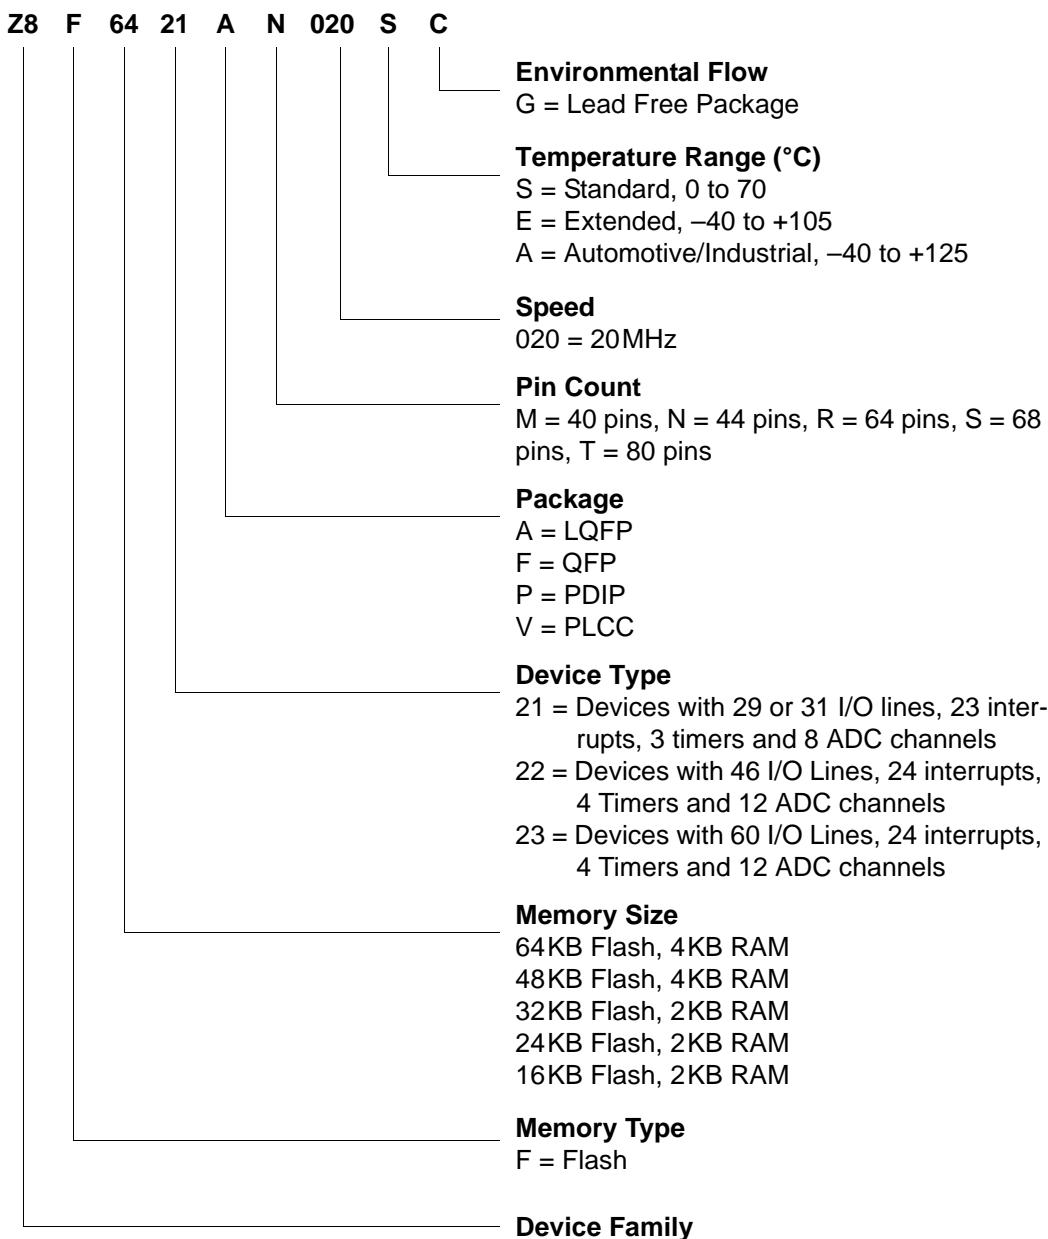 Z8 F 64 21 A N 020 S C
Environmental Flow
G = Lead Free Package
Temperature Range (°C)
S = Standard, 0 to 70
E = Extended, –40 to +105
A = Automotive/Industrial, –40 to +125
Speed
020 = 20MHz
Pin Count
M = 40 pins, N = 44 pins, R = 64 pins, S = 68
pins, T = 80 pins
Package
A = LQFP
F = QFP
P = PDIP
V = PLCC
Device Type
21 = Devices with 29 or 31 I/O lines, 23 inter-
rupts, 3 timers and 8 ADC channels
22 = Devices with 46 I/O Lines, 24 interrupts,
4 Timers and 12 ADC channels
23 = Devices with 60 I/O Lines, 24 interrupts,
4 Timers and 12 ADC channels
Memory Size
64KB Flash, 4KB RAM
48KB Flash, 4KB RAM
32KB Flash, 2KB RAM
24KB Flash, 2KB RAM
16KB Flash, 2KB RAM
Memory Type
F = Flash
Device Family